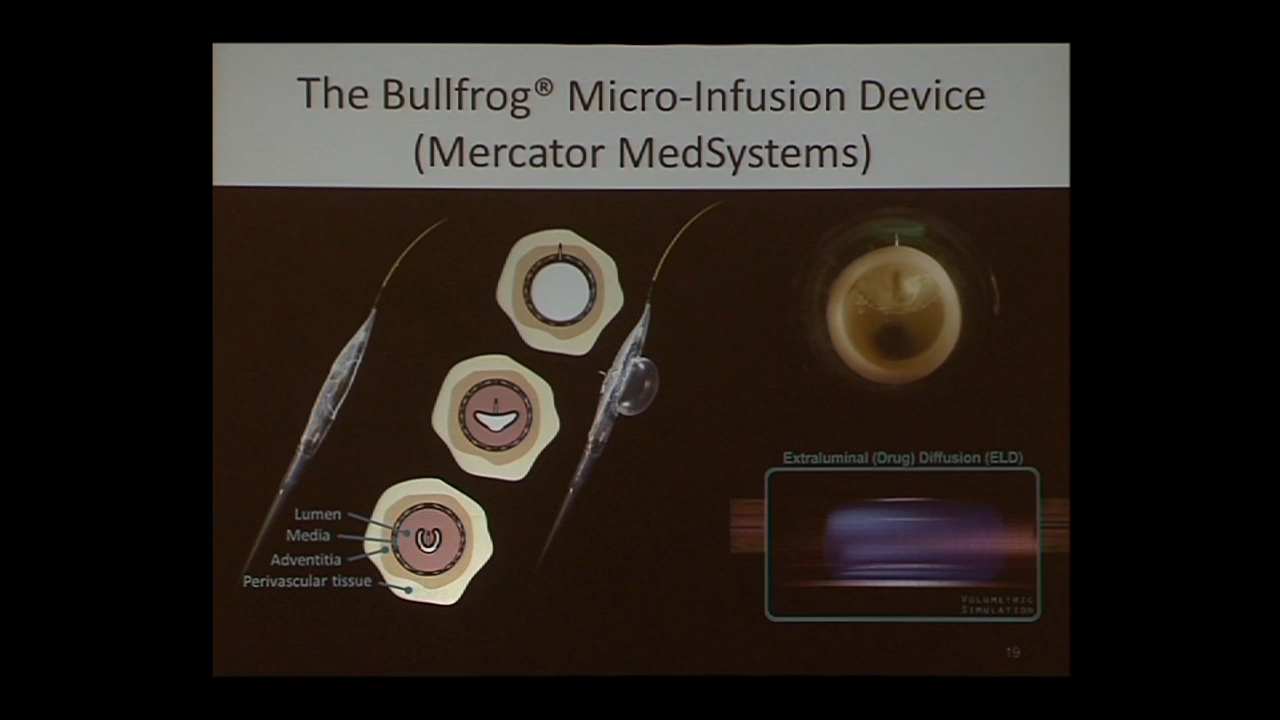 The Bullfrog® Micro-Infusion Device
(Mercator MedSystems)
Lumen
Media
Adventitia
Perivascular tissue
Extraluminal (Drug) Diffusion (ELD)
VOLUMETRIC
SIMULATION
19